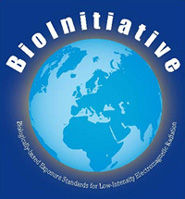 BioInitiative
Biologically-based Exposure Standards for Low-Intensity Electromagnetic Radiation